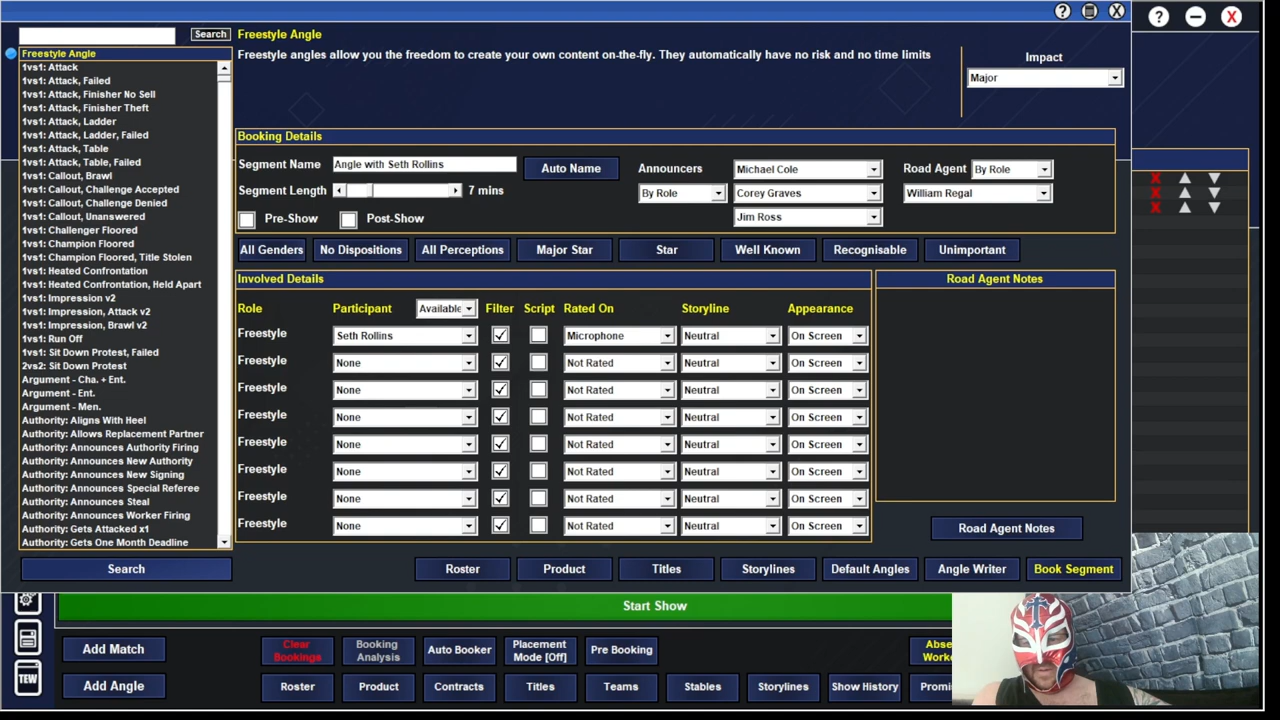 Search
Freestyle Angle
1vs1: Attack
1vs1: Attack, Failed
1vs1: Attack, Finisher No Sell
1vs1: Attack, Finisher Theft
1vs1: Attack, Ladder
1vs1: Attack, Ladder, Failed
1vs1: Attack, Table
1vs1: Attack, Table, Failed
1vs1: Callout, Brawl
1vs1: Callout, Challenge Accepted
1vs1: Callout, Challenge Denied
1vs1: Callout, Unanswered
1vs1: Challenger Floored
1vs1: Champion Floored
1vs1: Champion Floored, Title Stolen
1vs1: Heated Confrontation
1vs1: Heated Confrontation, Held Apart
1vs1: Impression v2
1vs1: Impression, Attack v2
1vs1: Impression, Brawl v2
1vs1: Run Off
1vs1: Sit Down Protest, Failed
2vs2: Sit Down Protest
Argument - Cha. + Ent.
Argument - Ent.
Argument - Men.
Authority: Aligns With Heel
Authority: Allows Replacement Partner
Authority: Announces Authority Firing
Authority: Announces New Authority
Authority: Announces New Signing
Authority: Announces Special Referee
Authority: Announces Steal
Authority: Announces Worker Firing
Authority: Gets Attacked x1
Authority: Gets One Month Deadline
Search
Freestyle Angle
Freestyle angles allow you the freedom to create your own content on-the-fly. They automatically have no risk and no time limits
Impact
Major
Booking Details
Segment Name Angle with Seth Rollins Auto Name Announcers Michael Cole Road Agent By Role
Segment Length 7 mins By Role Corey Graves William Regal
Pre-Show Post-Show Jim Ross
All Genders No Dispositions All Perceptions Major Star Star Well Known Recognisable Unimportant
Involved Details
Role Participant Available Filter Script Rated On Storyline Appearance
Freestyle Seth Rollins Microphone Neutral On Screen
Freestyle None Not Rated Neutral On Screen
Freestyle None Not Rated Neutral On Screen
Freestyle None Not Rated Neutral On Screen
Freestyle None Not Rated Neutral On Screen
Freestyle None Not Rated Neutral On Screen
Freestyle None Not Rated Neutral On Screen
Freestyle None Not Rated Neutral On Screen
Road Agent Notes
Road Agent Notes
Roster Product Titles Storylines Default Angles Angle Writer Book Segment
Start Show
Add Match Clear Bookings Booking Analysis Auto Booker Placement Mode [Off] Pre Booking
TEW
Add Angle Roster Product Contracts Titles Teams Stables Storylines Show History